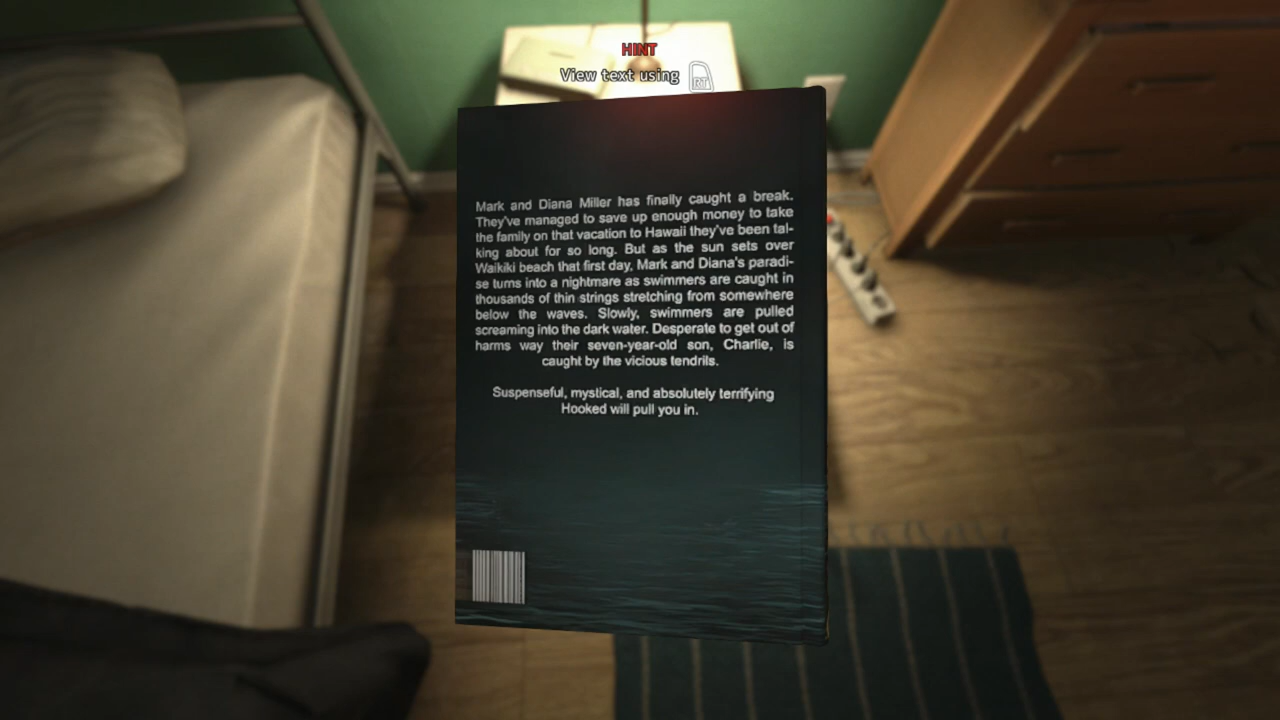 HINT
View text using RT
Mark and Diana Miller has finally caught a break.
They've managed to save up enough money to take
the family on that vacation to Hawaii they've been tal-
king about for so long. But as the sun sets over
Waikiki beach that first day, Mark and Diana's paradi-
se turns into a nightmare as swimmers are caught in
thousands of thin strings stretching from somewhere
below the waves. Slowly, swimmers are pulled
screaming into the dark water. Desperate to get out of
harms way their seven-year-old son, Charlie, is
caught by the vicious tendrils.
Suspenseful, mystical, and absolutely terrifying
Hooked will pull you in.